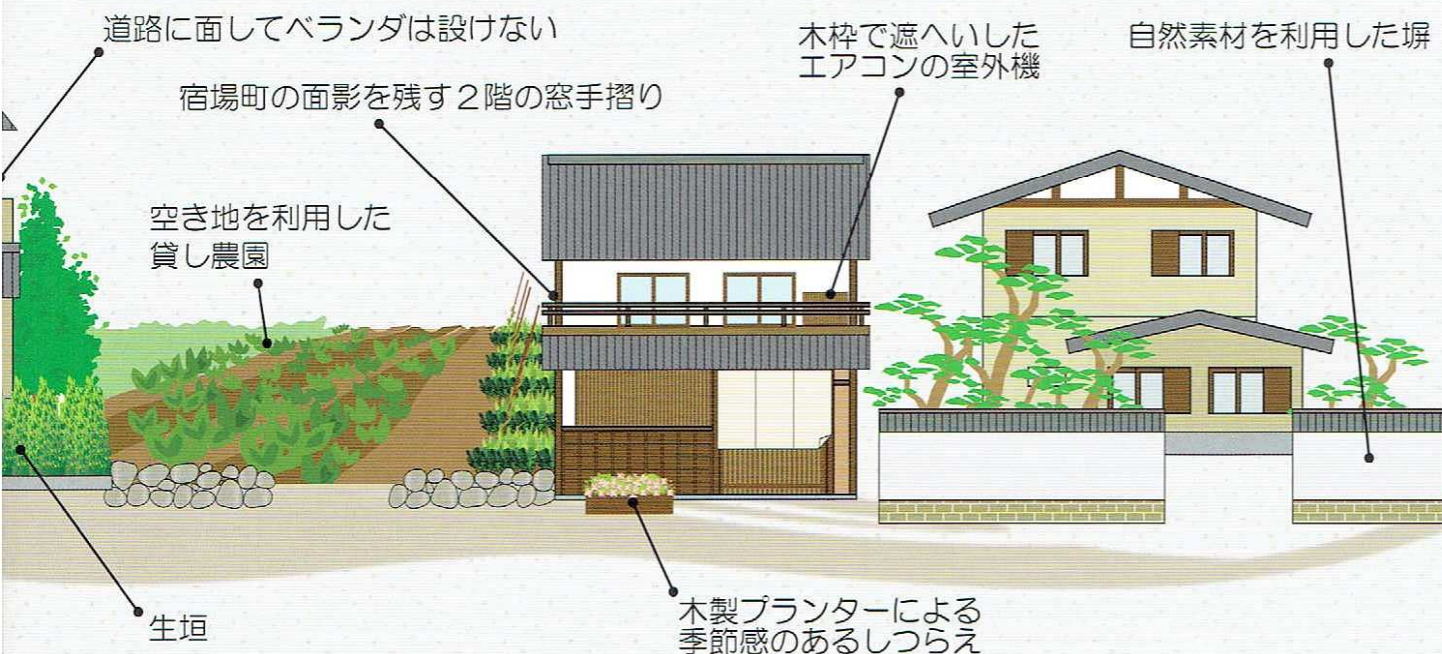 道路に面してベランダは設けない
宿場町の面影を残す２階の窓手摺り
木枠で遮へいした
エアコンの室外機
自然素材を利用した塀
空き地を利用した
貸し農園
生垣
木製プランターによる
季節感のあるしつらえ